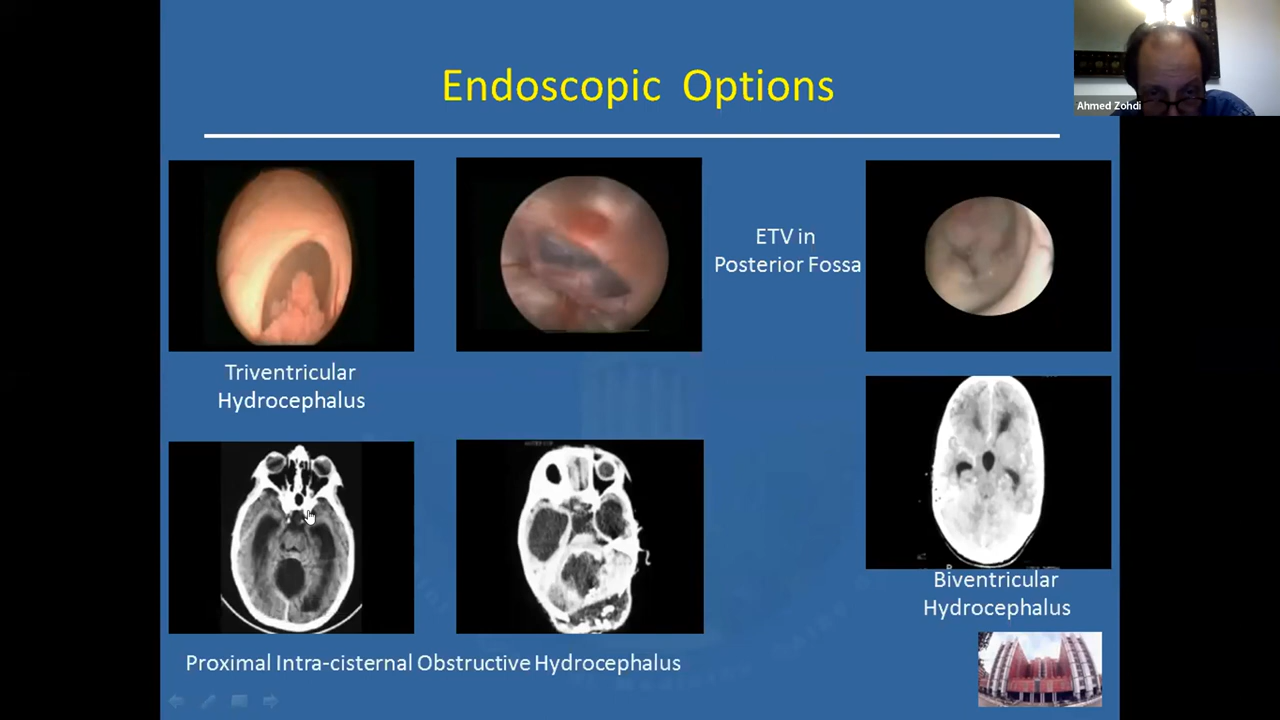 Endoscopic Options
Ahmed Zohdi
ETV in
Posterior Fossa
Triventricular
Hydrocephalus
Biventricular
Hydrocephalus
Proximal Intra-cisternal Obstructive Hydrocephalus